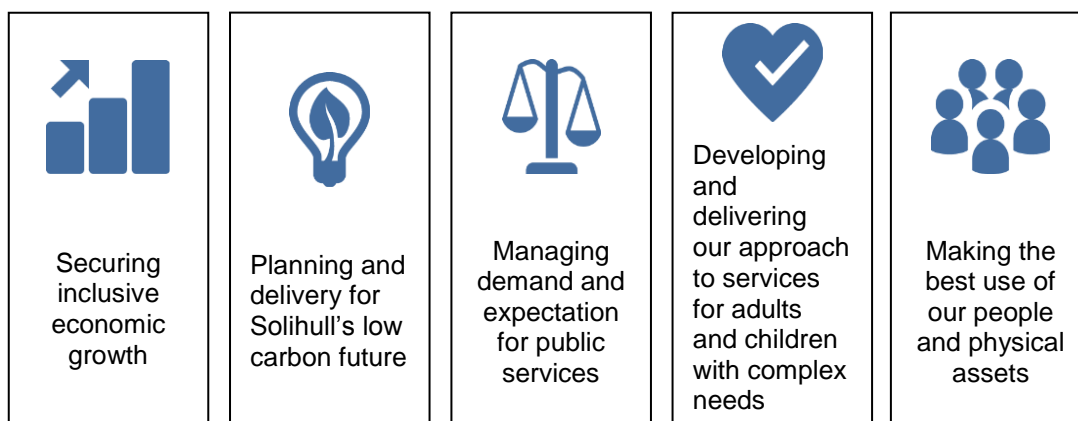 Securing
inclusive
economic
growth
Planning and
delivery for
Solihull's low
carbon future
Managing
demand and
expectation
for public
services
Developing
and
delivering
our approach
to services
for adults
and children
with complex
needs
Making the
best use of
our people
and physical
assets